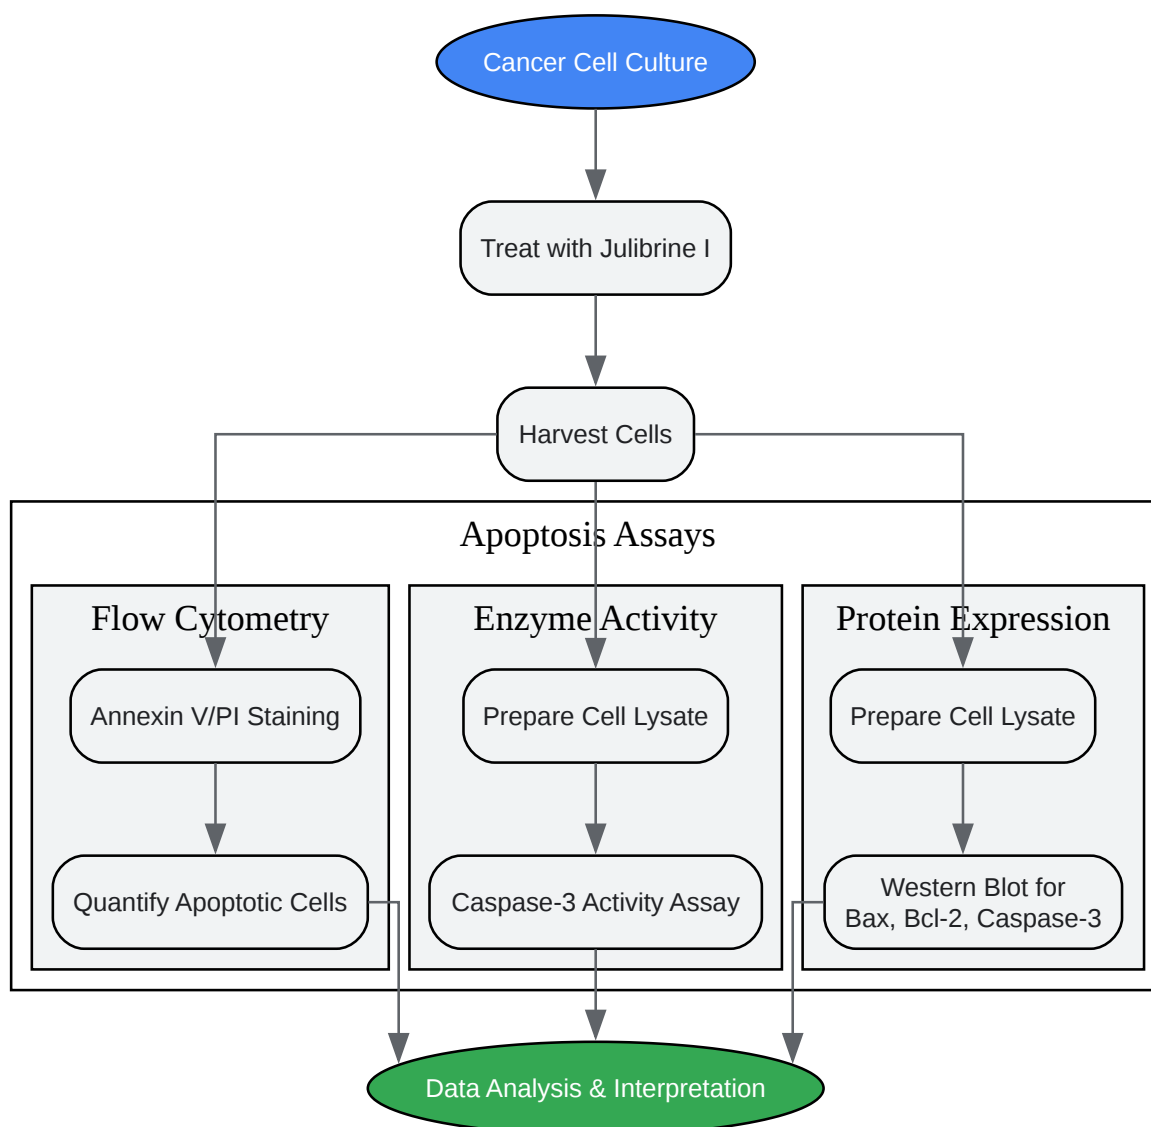 Cancer Cell Culture
Treat with Julibrine I
Harvest Cells
Apoptosis Assays
Flow Cytometry
Enzyme Activity
Protein Expression
Annexin V/PI Staining
Prepare Cell Lysate
Prepare Cell Lysate
Quantify Apoptotic Cells
Caspase-3 Activity Assay
Western Blot for
Bax, Bcl-2, Caspase-3
Data Analysis & Interpretation